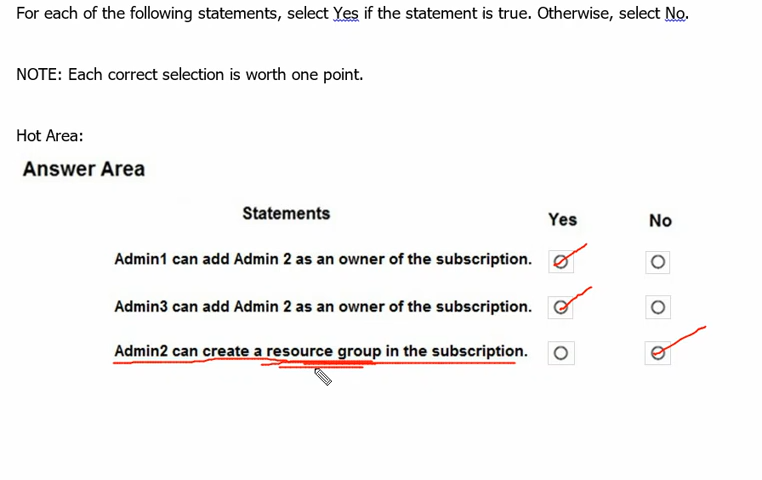 For each of the following statements, select Yes if the statement is true. Otherwise, select No.
NOTE: Each correct selection is worth one point.
Hot Area:
Answer Area
Statements Yes No
Admin1 can add Admin 2 as an owner of the subscription.
Admin3 can add Admin 2 as an owner of the subscription.
Admin2 can create a resource group in the subscription.